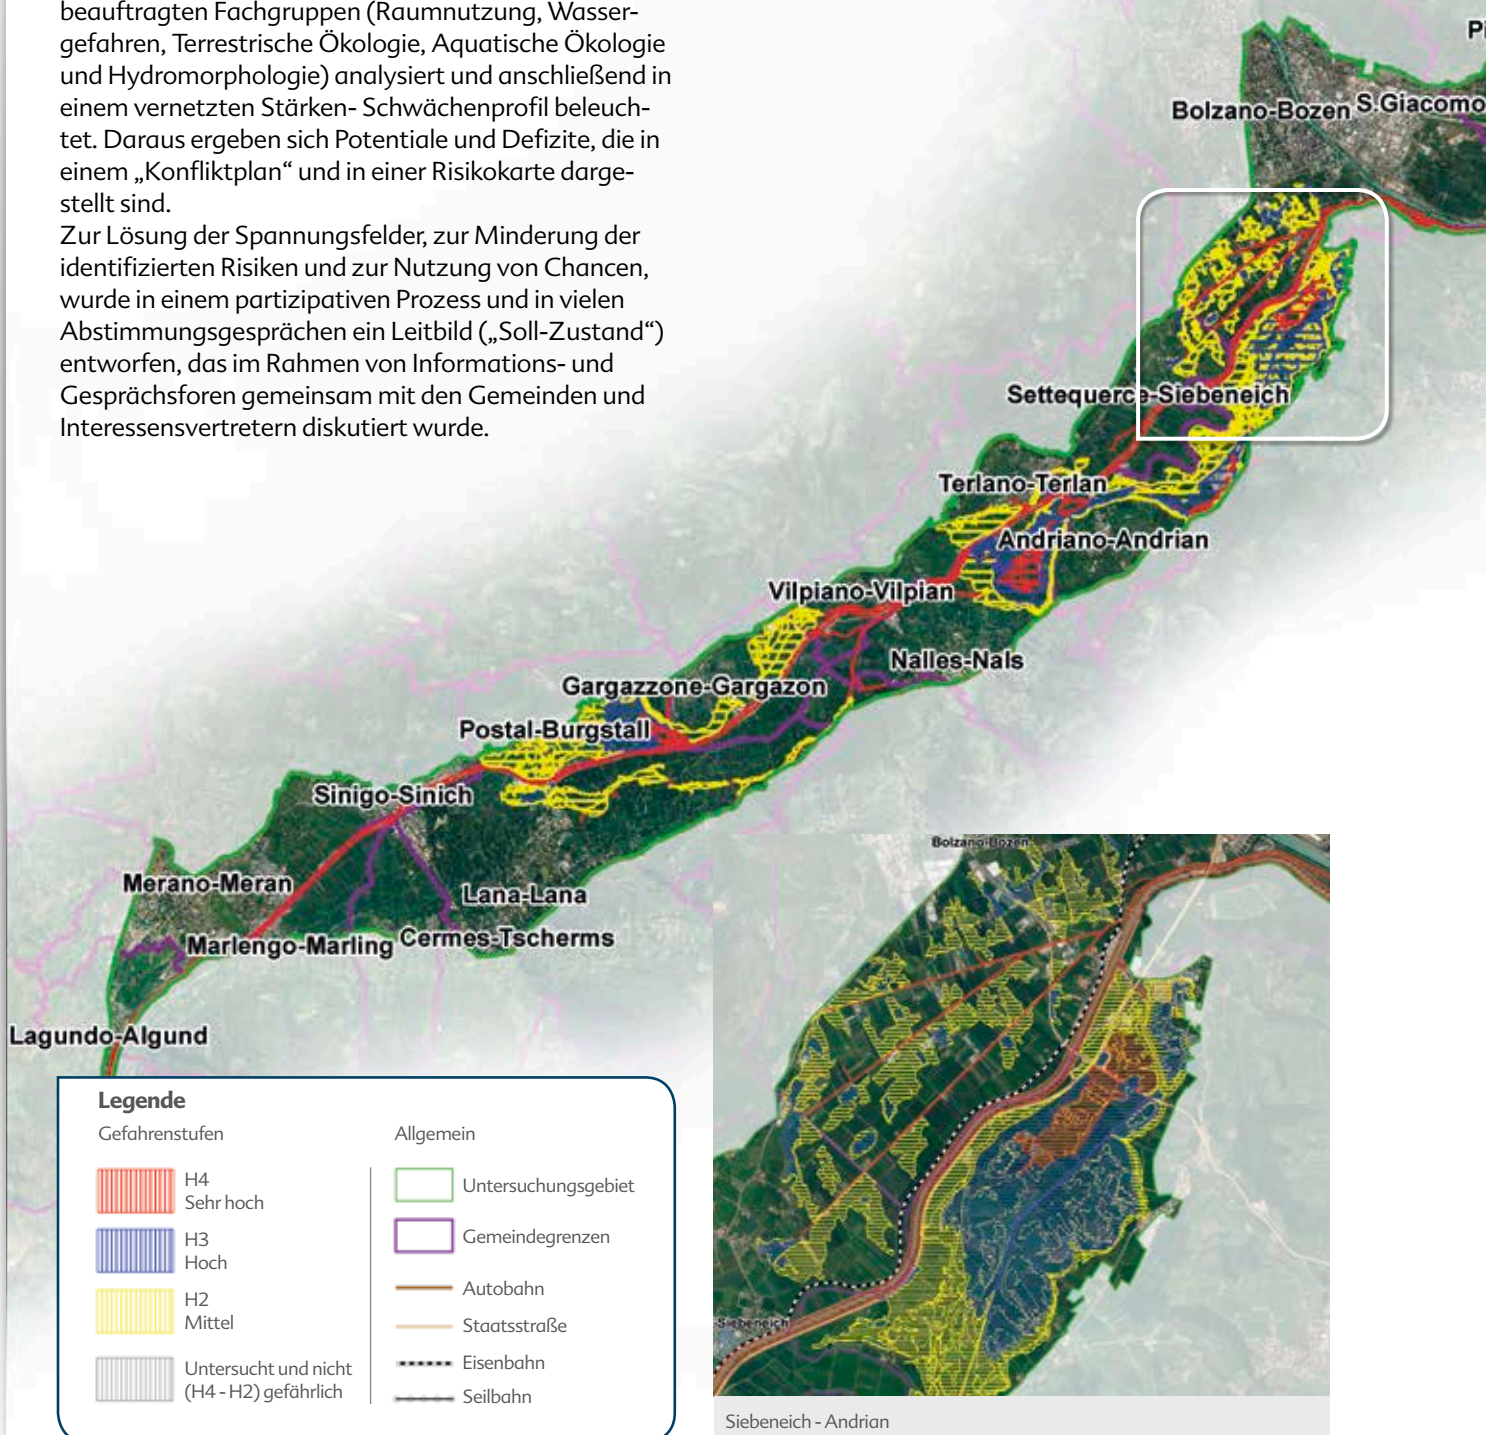 beauftragten Fachgruppen (Raumnutzung, Wasser-
gefahren, Terrestrische Ökologie, Aquatische Ökologie
und Hydromorphologie) analysiert und anschließend in
einem vernetzten Stärken- Schwächenprofil beleuch-
tet. Daraus ergeben sich Potentiale und Defizite, die in
einem „Konfliktplan“ und in einer Risikokarte darge-
stellt sind.
Zur Lösung der Spannungsfelder, zur Minderung der
identifizierten Risiken und zur Nutzung von Chancen,
wurde in einem partizipativen Prozess und in vielen
Abstimmungsgesprächen ein Leitbild („Soll-Zustand“)
entworfen, das im Rahmen von Informations- und
Gesprächsforen gemeinsam mit den Gemeinden und
Interessensvertretern diskutiert wurde.
Bolzano-Bozen
S.Giacomo
Settequerce-Siebeneich
Terlano-Terlan
Andriano-Andrian
Vilpiano-Vilpian
Nalles-Nals
Gargazzone-Gargazon
Postal-Burgstall
Sinigo-Sinich
Merano-Meran
Lana-Lana
Marlengo-Marling
Cermes-Tscherms
Lagundo-Algund
Legende
Gefahrenstufen
H4
Sehr hoch
H3
Hoch
H2
Mittel
Untersucht und nicht
(H4 - H2) gefährlich
Allgemein
Untersuchungsgebiet
Gemeindegrenzen
Autobahn
Staatsstraße
Eisenbahn
Seilbahn
Bolzano-Bozen
Siebeneich
Siebeneich - Andrian